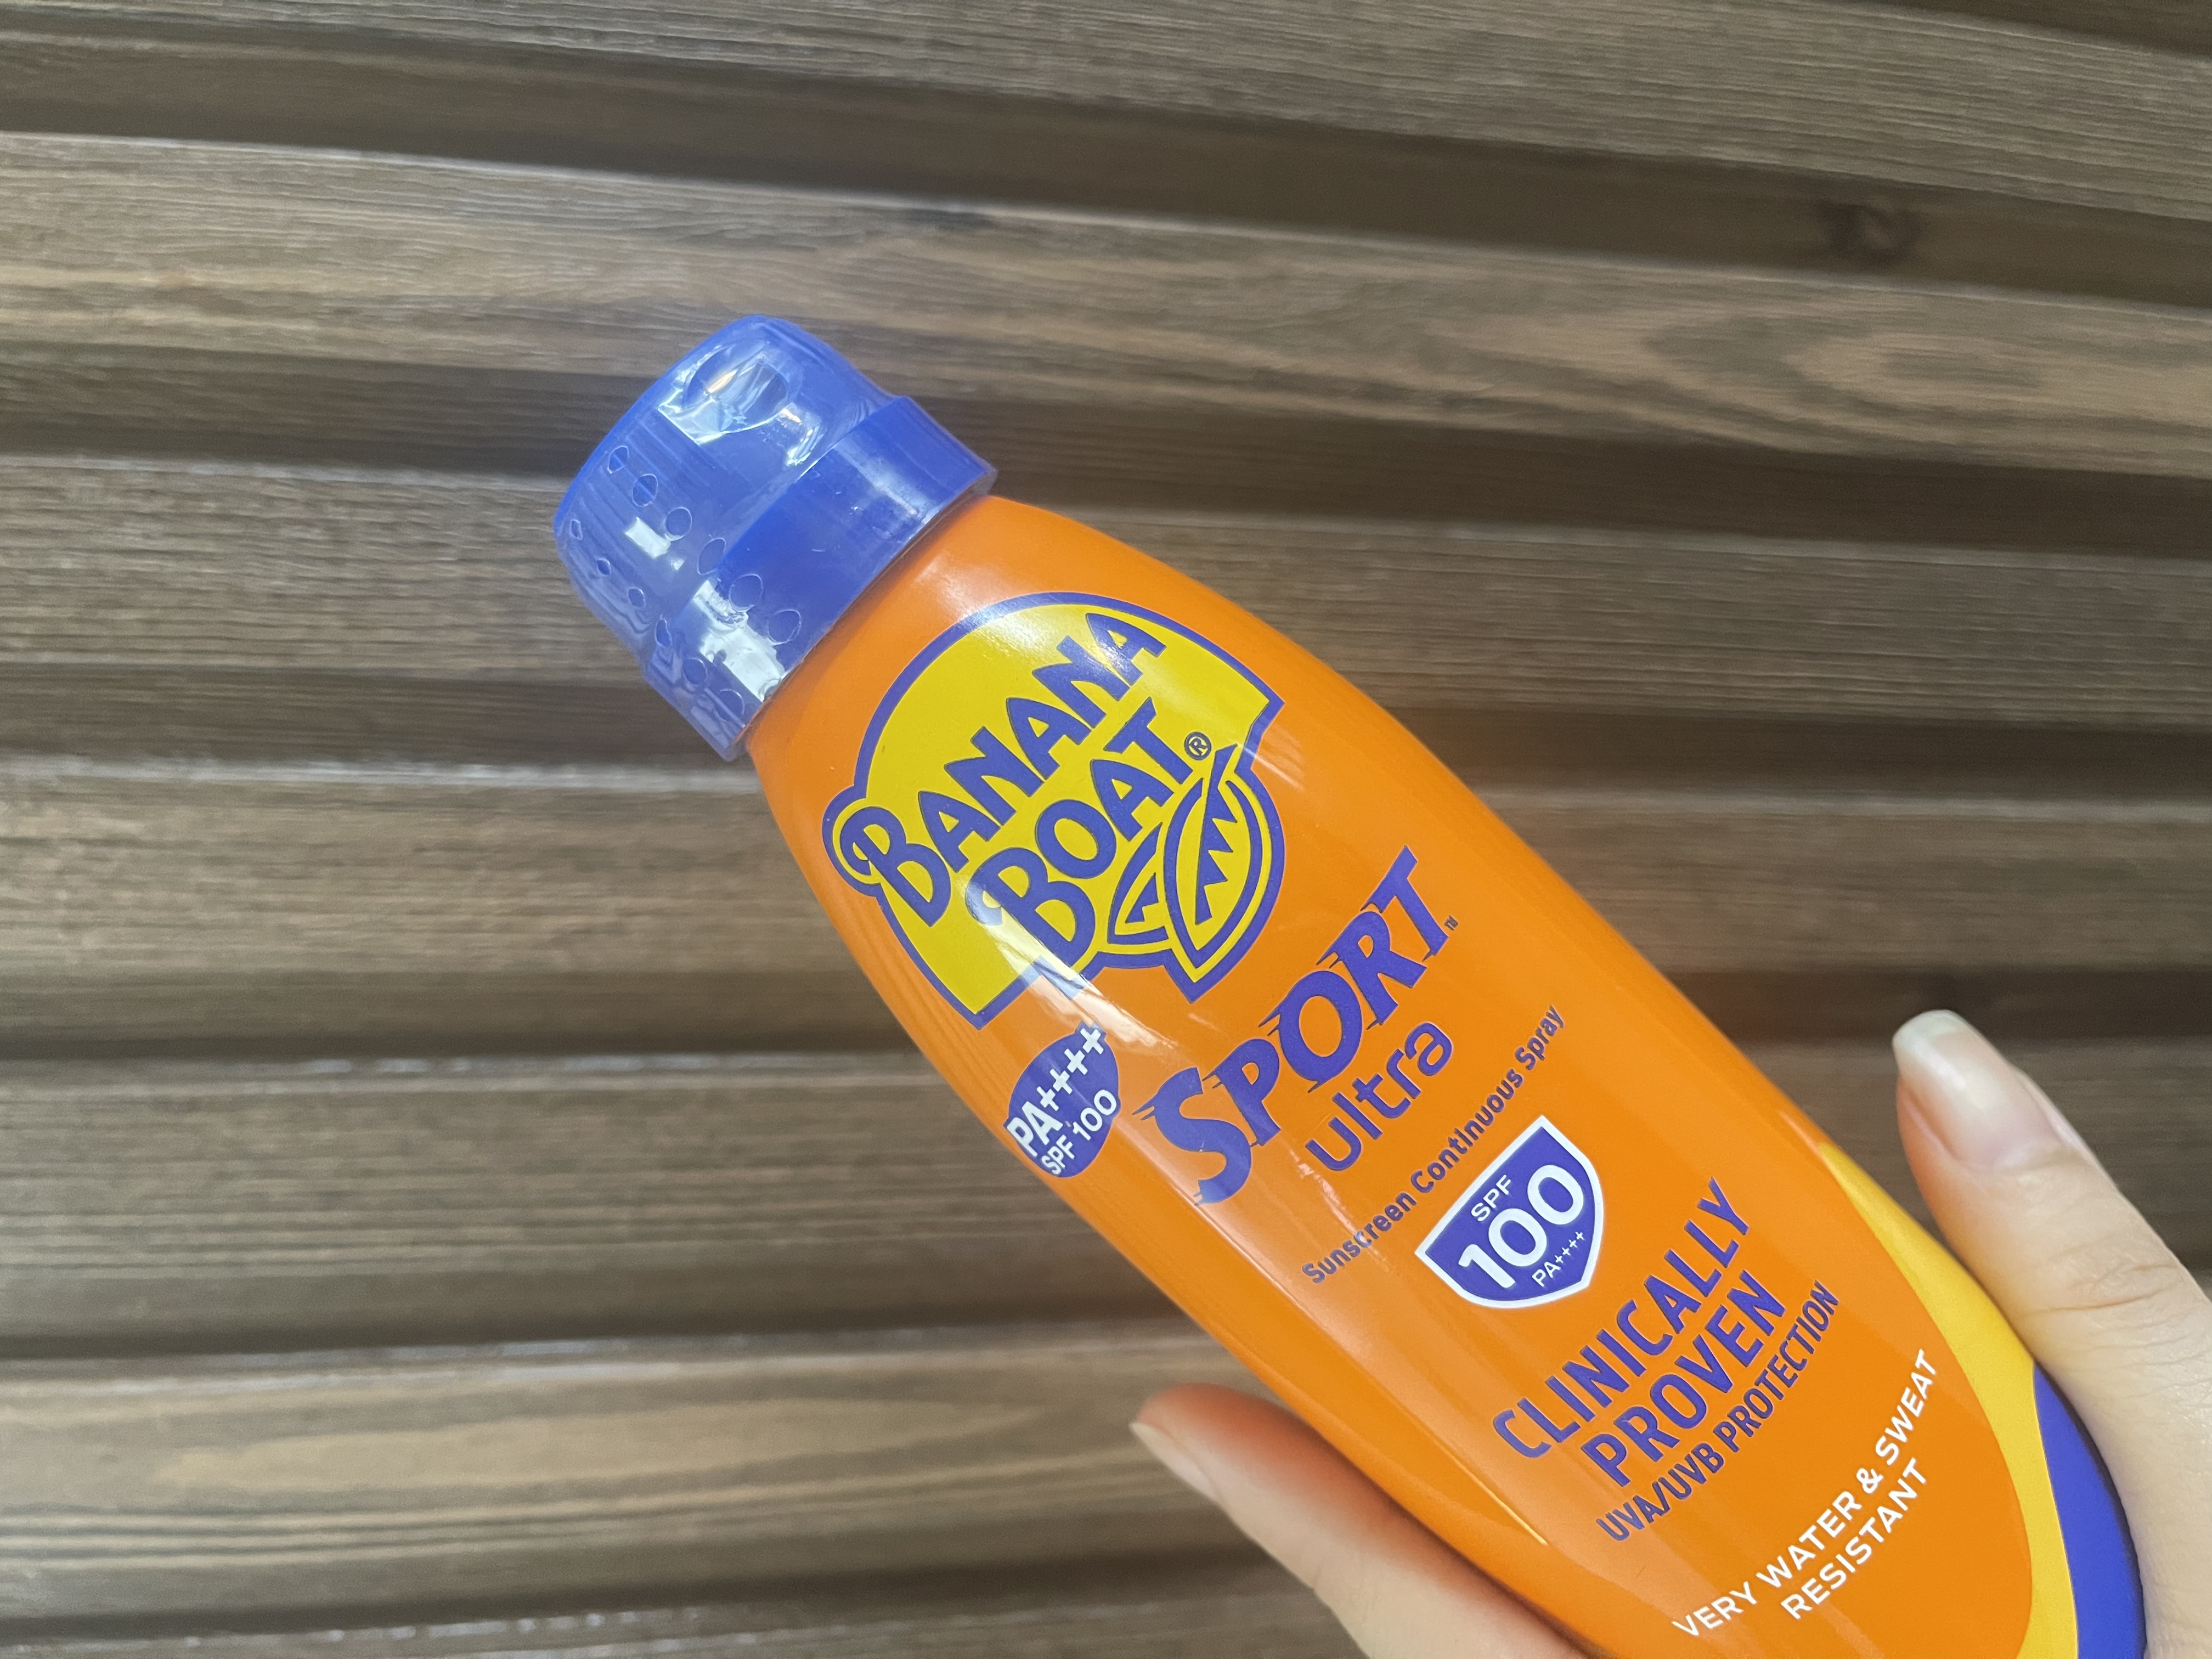 BANANA
BOAT®
PA++++
SPF 100
SPORT™
ultra
Sunscreen Continuous Spray
SPF
100
PA++++
CLINICALLY
PROVEN
UVA/UVB PROTECTION
VERY WATER & SWEAT
RESISTANT